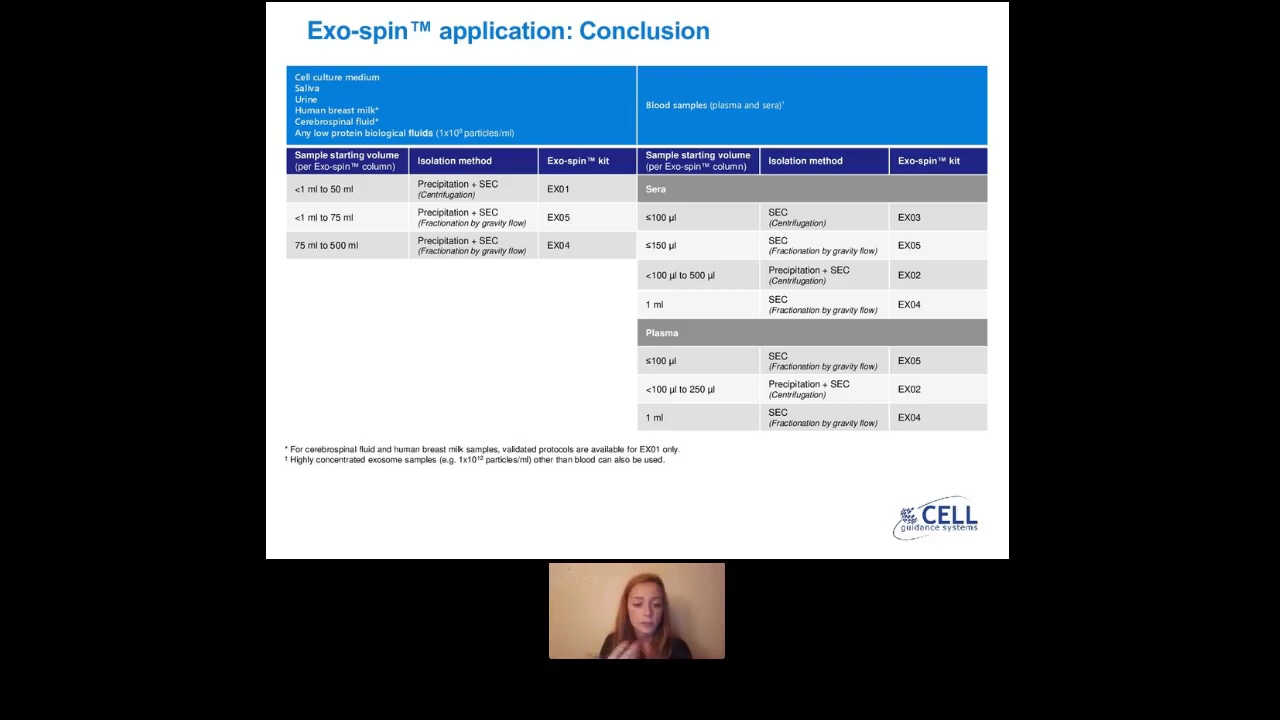 Exo-spin™ application: Conclusion
Cell culture medium
Saliva
Urine
Human breast milk*
Cerebrospinal fluid*
Any low protein biological fluids (1x10⁹ particles/ml)
Blood samples (plasma and sera)†
Sample starting volume (per Exo-spin™ column) Isolation method Exo-spin™ kit
<1 ml to 50 ml Precipitation + SEC (Centrifugation) EX01
<1 ml to 75 ml Precipitation + SEC (Fractionation by gravity flow) EX05
75 ml to 500 ml Precipitation + SEC (Fractionation by gravity flow) EX04
Sample starting volume (per Exo-spin™ column) Isolation method Exo-spin™ kit
Sera
≤100 µl SEC (Centrifugation) EX03
≤150 µl SEC (Fractionation by gravity flow) EX05
<100 µl to 500 µl Precipitation + SEC (Centrifugation) EX02
1 ml SEC (Fractionation by gravity flow) EX04
Plasma
≤100 µl SEC (Fractionation by gravity flow) EX05
<100 µl to 250 µl Precipitation + SEC (Centrifugation) EX02
1 ml SEC (Fractionation by gravity flow) EX04
* For cerebrospinal fluid and human breast milk samples, validated protocols are available for EX01 only.
† Highly concentrated exosome samples (e.g. 1x10¹² particles/ml) other than blood can also be used.
CELL
guidance systems